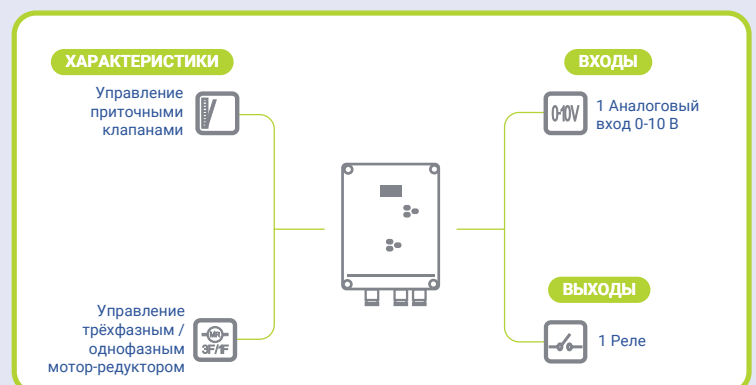 ХАРАКТЕРИСТИКИ
Управление
приточными
клапанами
Управление
трёхфазным /
однофазным
мотор-редуктором
MR
3F/1F
ВХОДЫ
0-10V
1 Аналоговый
вход 0-10 В
ВЫХОДЫ
1 Реле